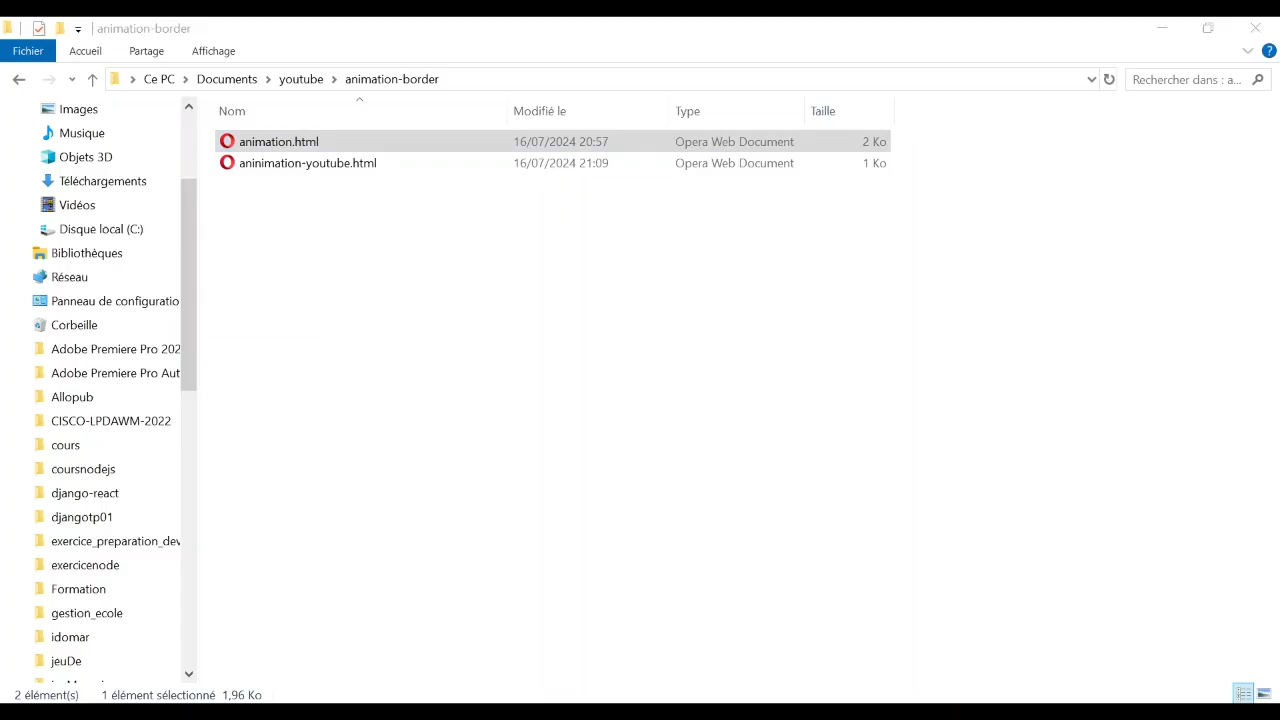 animation-border
Fichier Accueil Partage Affichage
Ce PC Documents youtube animation-border Rechercher dans : a...
Nom Modifié le Type Taille
animation.html 16/07/2024 20:57 Opera Web Document 2 Ko
aninimation-youtube.html 16/07/2024 21:09 Opera Web Document 1 Ko
Images
Musique
Objets 3D
Téléchargements
Vidéos
Disque local (C:)
Bibliothèques
Réseau
Panneau de configuratio
Corbeille
Adobe Premiere Pro 202
Adobe Premiere Pro Aut
Allopub
CISCO-LPDAWM-2022
cours
coursnodejs
django-react
djangotp01
exercice_preparation_dev
exercicenode
Formation
gestion_ecole
idomar
jeuDe
2 élément(s) 1 élément sélectionné 1,96 Ko